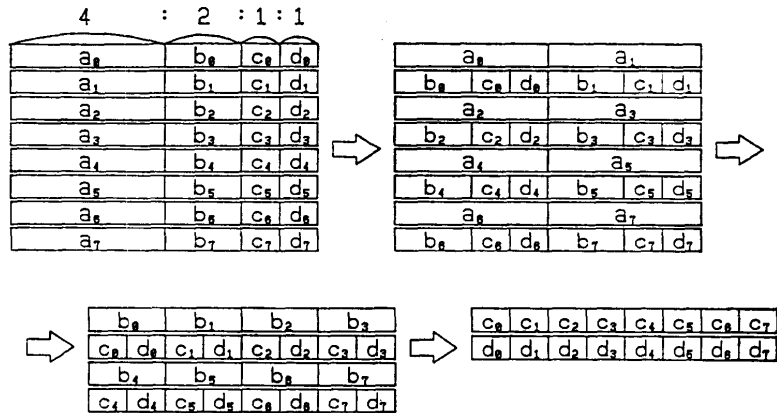 4 : 2 : 1 : 1
a₀ b₀ c₀ d₀
a₁ b₁ c₁ d₁
a₂ b₂ c₂ d₂
a₃ b₃ c₃ d₃
a₄ b₄ c₄ d₄
a₅ b₅ c₅ d₅
a₆ b₆ c₆ d₆
a₇ b₇ c₇ d₇
a₀ a₁
b₀ c₀ d₀ b₁ c₁ d₁
a₂ a₃
b₂ c₂ d₂ b₃ c₃ d₃
a₄ a₅
b₄ c₄ d₄ b₅ c₅ d₅
a₆ a₇
b₆ c₆ d₆ b₇ c₇ d₇
b₀ b₁ b₂ b₃
c₀ d₀ c₁ d₁ c₂ d₂ c₃ d₃
b₄ b₅ b₆ b₇
c₄ d₄ c₅ d₅ c₆ d₆ c₇ d₇
c₀ c₁ c₂ c₃ c₄ c₅ c₆ c₇
d₀ d₁ d₂ d₃ d₄ d₅ d₆ d₇